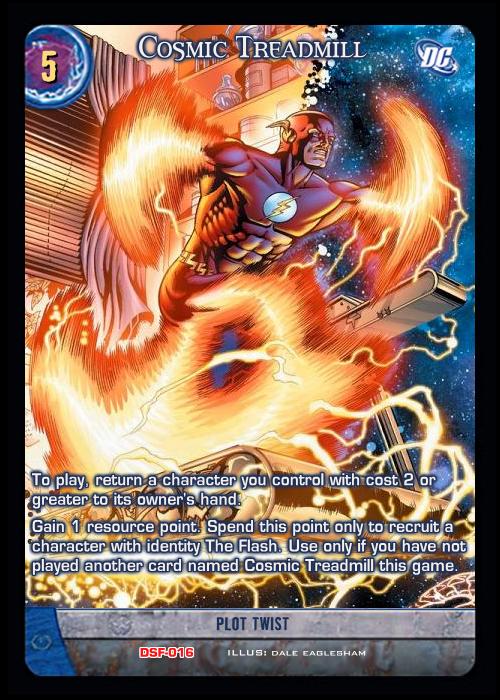 Cosmic Treadmill
5
DC
To play, return a character you control with cost 2 or
greater to its owner's hand.
Gain 1 resource point. Spend this point only to recruit a
character with identity The Flash. Use only if you have not
played another card named Cosmic Treadmill this game.
PLOT TWIST
DSF-016 ILLUS: DALE EAGLESHAM